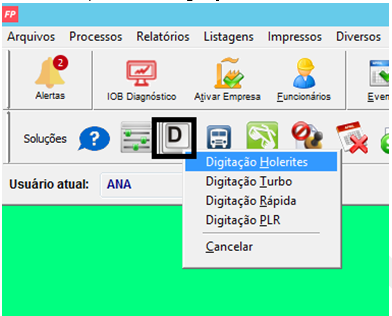 FP
Arquivos Processos Relatórios Listagens Impressos Diversos
2
Alertas IOB Diagnóstico Ativar Empresa Funcionários
Soluções ? D
Digitação Holerites
Usuário atual: ANA
Digitação Turbo
Digitação Rápida
Digitação PLR
Cancelar